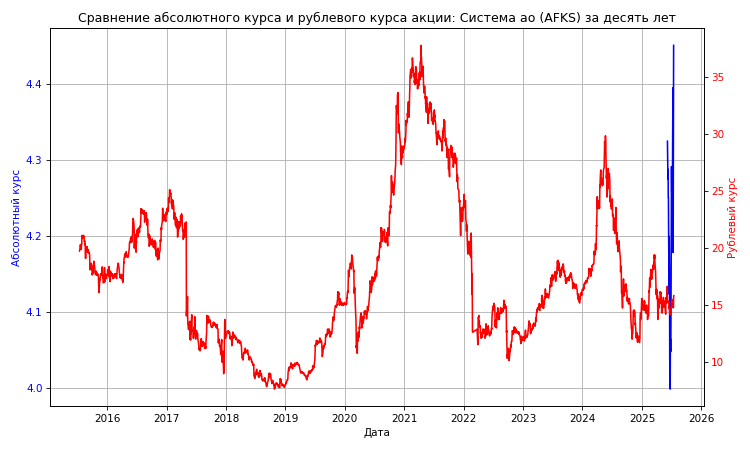 Сравнение абсолютного курса и рублевого курса акции: Система ао (AFKS) за десять лет
Абсолютный курс
4.4
4.3
4.2
4.1
4.0
35
30
25
20
15
10
Рублевый курс
2016 2017 2018 2019 2020 2021 2022 2023 2024 2025 2026
Дата